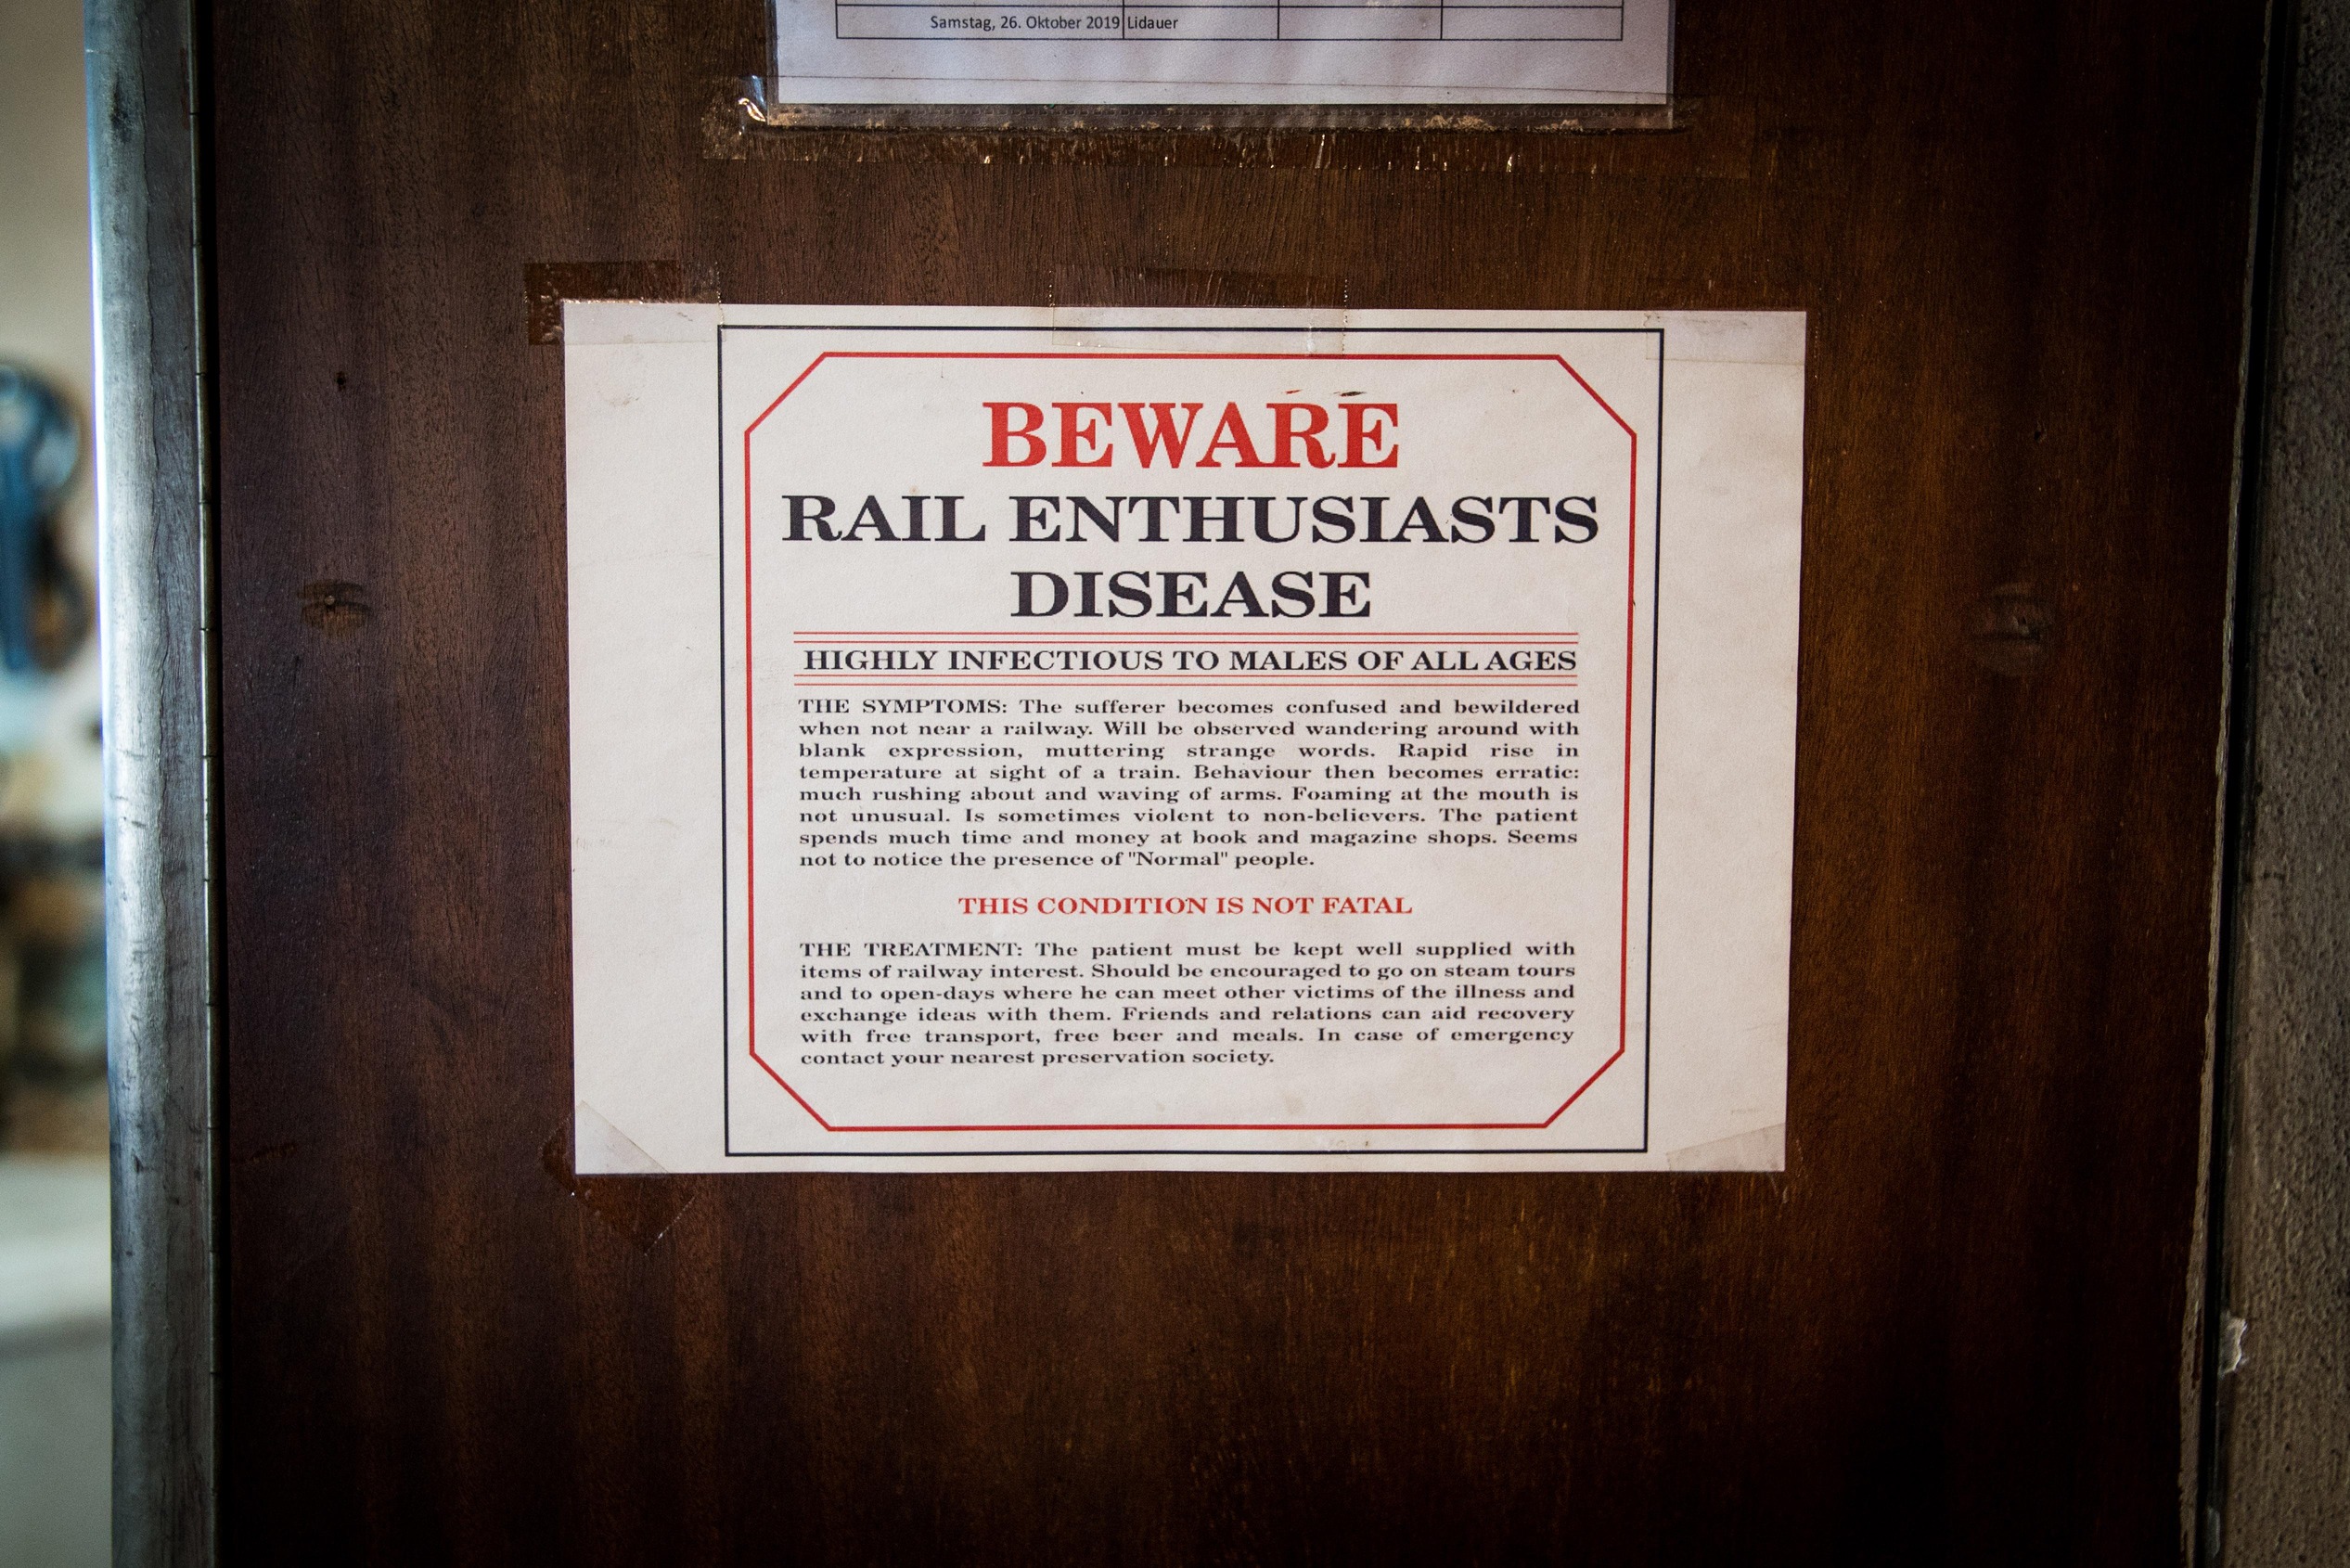 Samstag, 26. Oktober 2019 Lidauer
BEWARE
RAIL ENTHUSIASTS
DISEASE
HIGHLY INFECTIOUS TO MALES OF ALL AGES
THE SYMPTOMS: The sufferer becomes confused and bewildered
when not near a railway. Will be observed wandering around with
blank expression, muttering strange words. Rapid rise in
temperature at sight of a train. Behaviour then becomes erratic:
much rushing about and waving of arms. Foaming at the mouth is
not unusual. Is sometimes violent to non-believers. The patient
spends much time and money at book and magazine shops. Seems
not to notice the presence of "Normal" people.
THIS CONDITION IS NOT FATAL
THE TREATMENT: The patient must be kept well supplied with
items of railway interest. Should be encouraged to go on steam tours
and to open-days where he can meet other victims of the illness and
exchange ideas with them. Friends and relations can aid recovery
with free transport, free beer and meals. In case of emergency
contact your nearest preservation society.